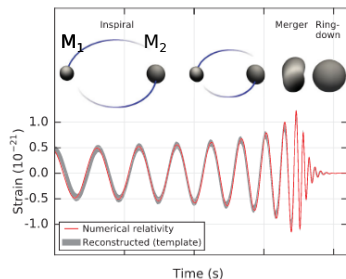 Inspiral
Merger Ring-
down
M1 M2
1.0
0.5
0.0
-0.5
-1.0
Strain (10-21)
Numerical relativity
Reconstructed (template)
Time (s)